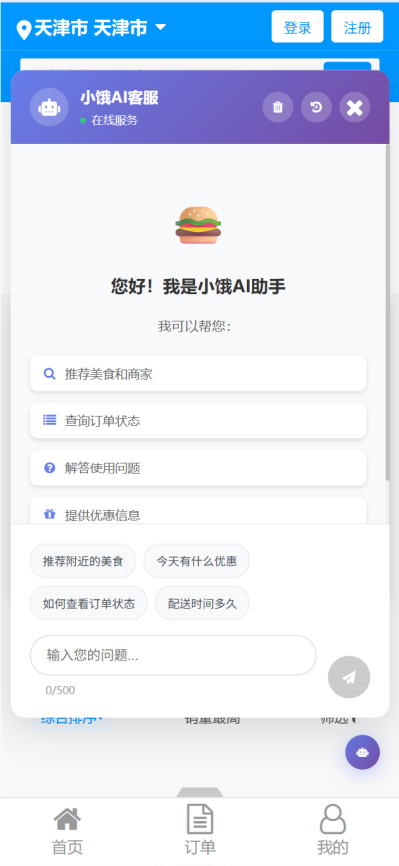 天津市 天津市
登录
注册
小饿AI客服
在线服务
您好！我是小饿AI助手
我可以帮您：
推荐美食和商家
查询订单状态
解答使用问题
提供优惠信息
推荐附近的美食
今天有什么优惠
如何查看订单状态
配送时间多久
输入您的问题...
0/500
综合排序
销量最高
筛选
首页
订单
我的